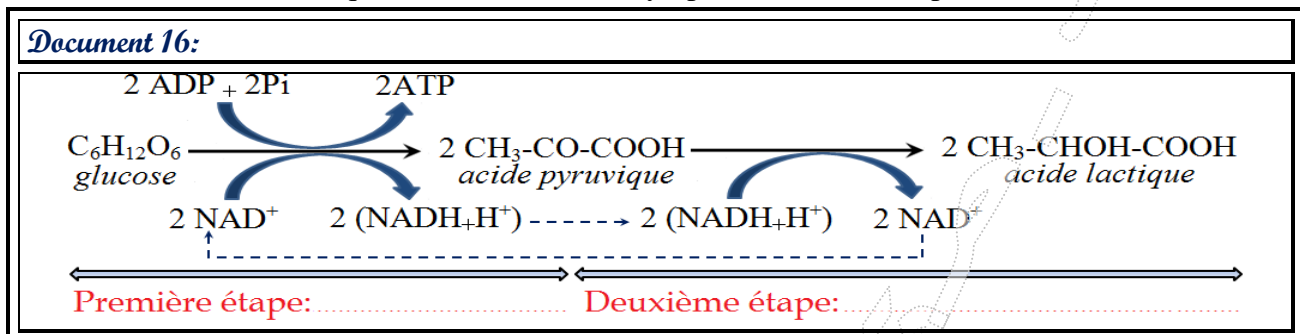 Document 16:
2 ADP + 2Pi 2ATP
C₆H₁₂O₆ 2 CH₃-CO-COOH 2 CH₃-CHOH-COOH
glucose acide pyruvique acide lactique
2 NAD⁺ 2 (NADH+H⁺) 2 (NADH+H⁺) 2 NAD⁺
Première étape:.............................. Deuxième étape:..............................